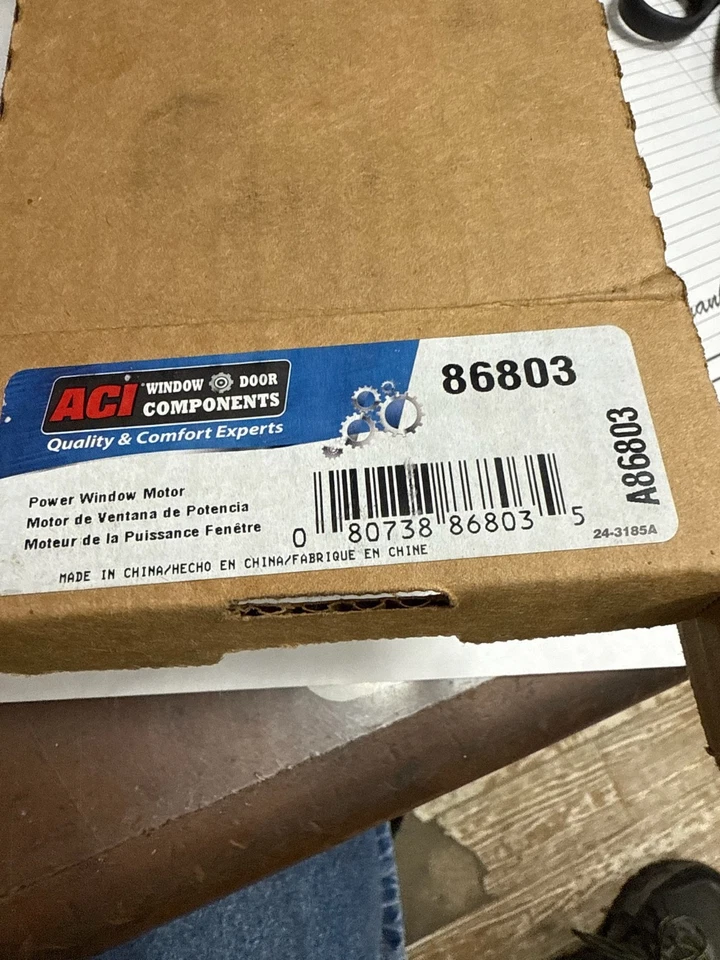 ACi WINDOW DOOR
COMPONENTS
Quality & Comfort Experts
86803
A86803
Power Window Motor
Motor de Ventana de Potencia
Moteur de la Puissance Fenêtre
0 80738 86803 5
24-3185A
MADE IN CHINA/HECHO EN CHINA/FABRIQUE EN CHINE